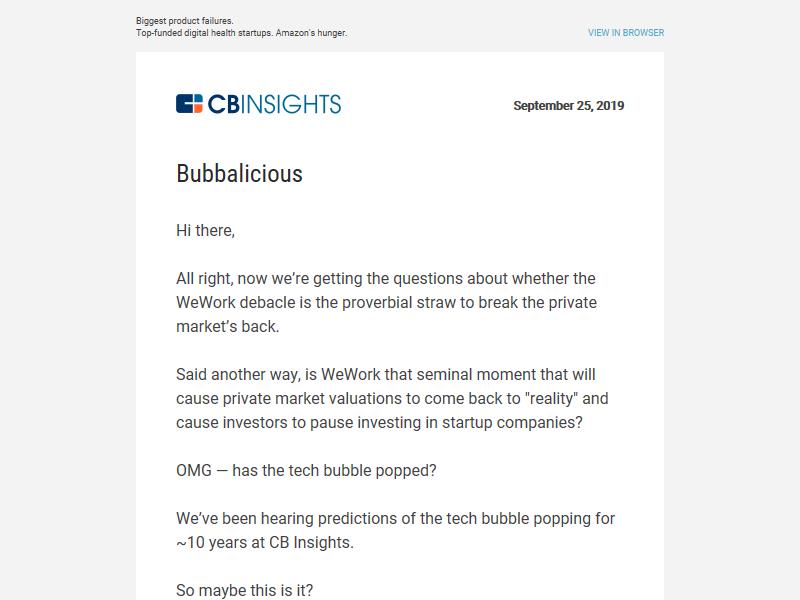 Biggest product failures.
Top-funded digital health startups. Amazon's hunger.
VIEW IN BROWSER
CBINSIGHTS
September 25, 2019
Bubbalicious
Hi there,
All right, now we’re getting the questions about whether the
WeWork debacle is the proverbial straw to break the private
market’s back.
Said another way, is WeWork that seminal moment that will
cause private market valuations to come back to "reality" and
cause investors to pause investing in startup companies?
OMG — has the tech bubble popped?
We’ve been hearing predictions of the tech bubble popping for
~10 years at CB Insights.
So maybe this is it?